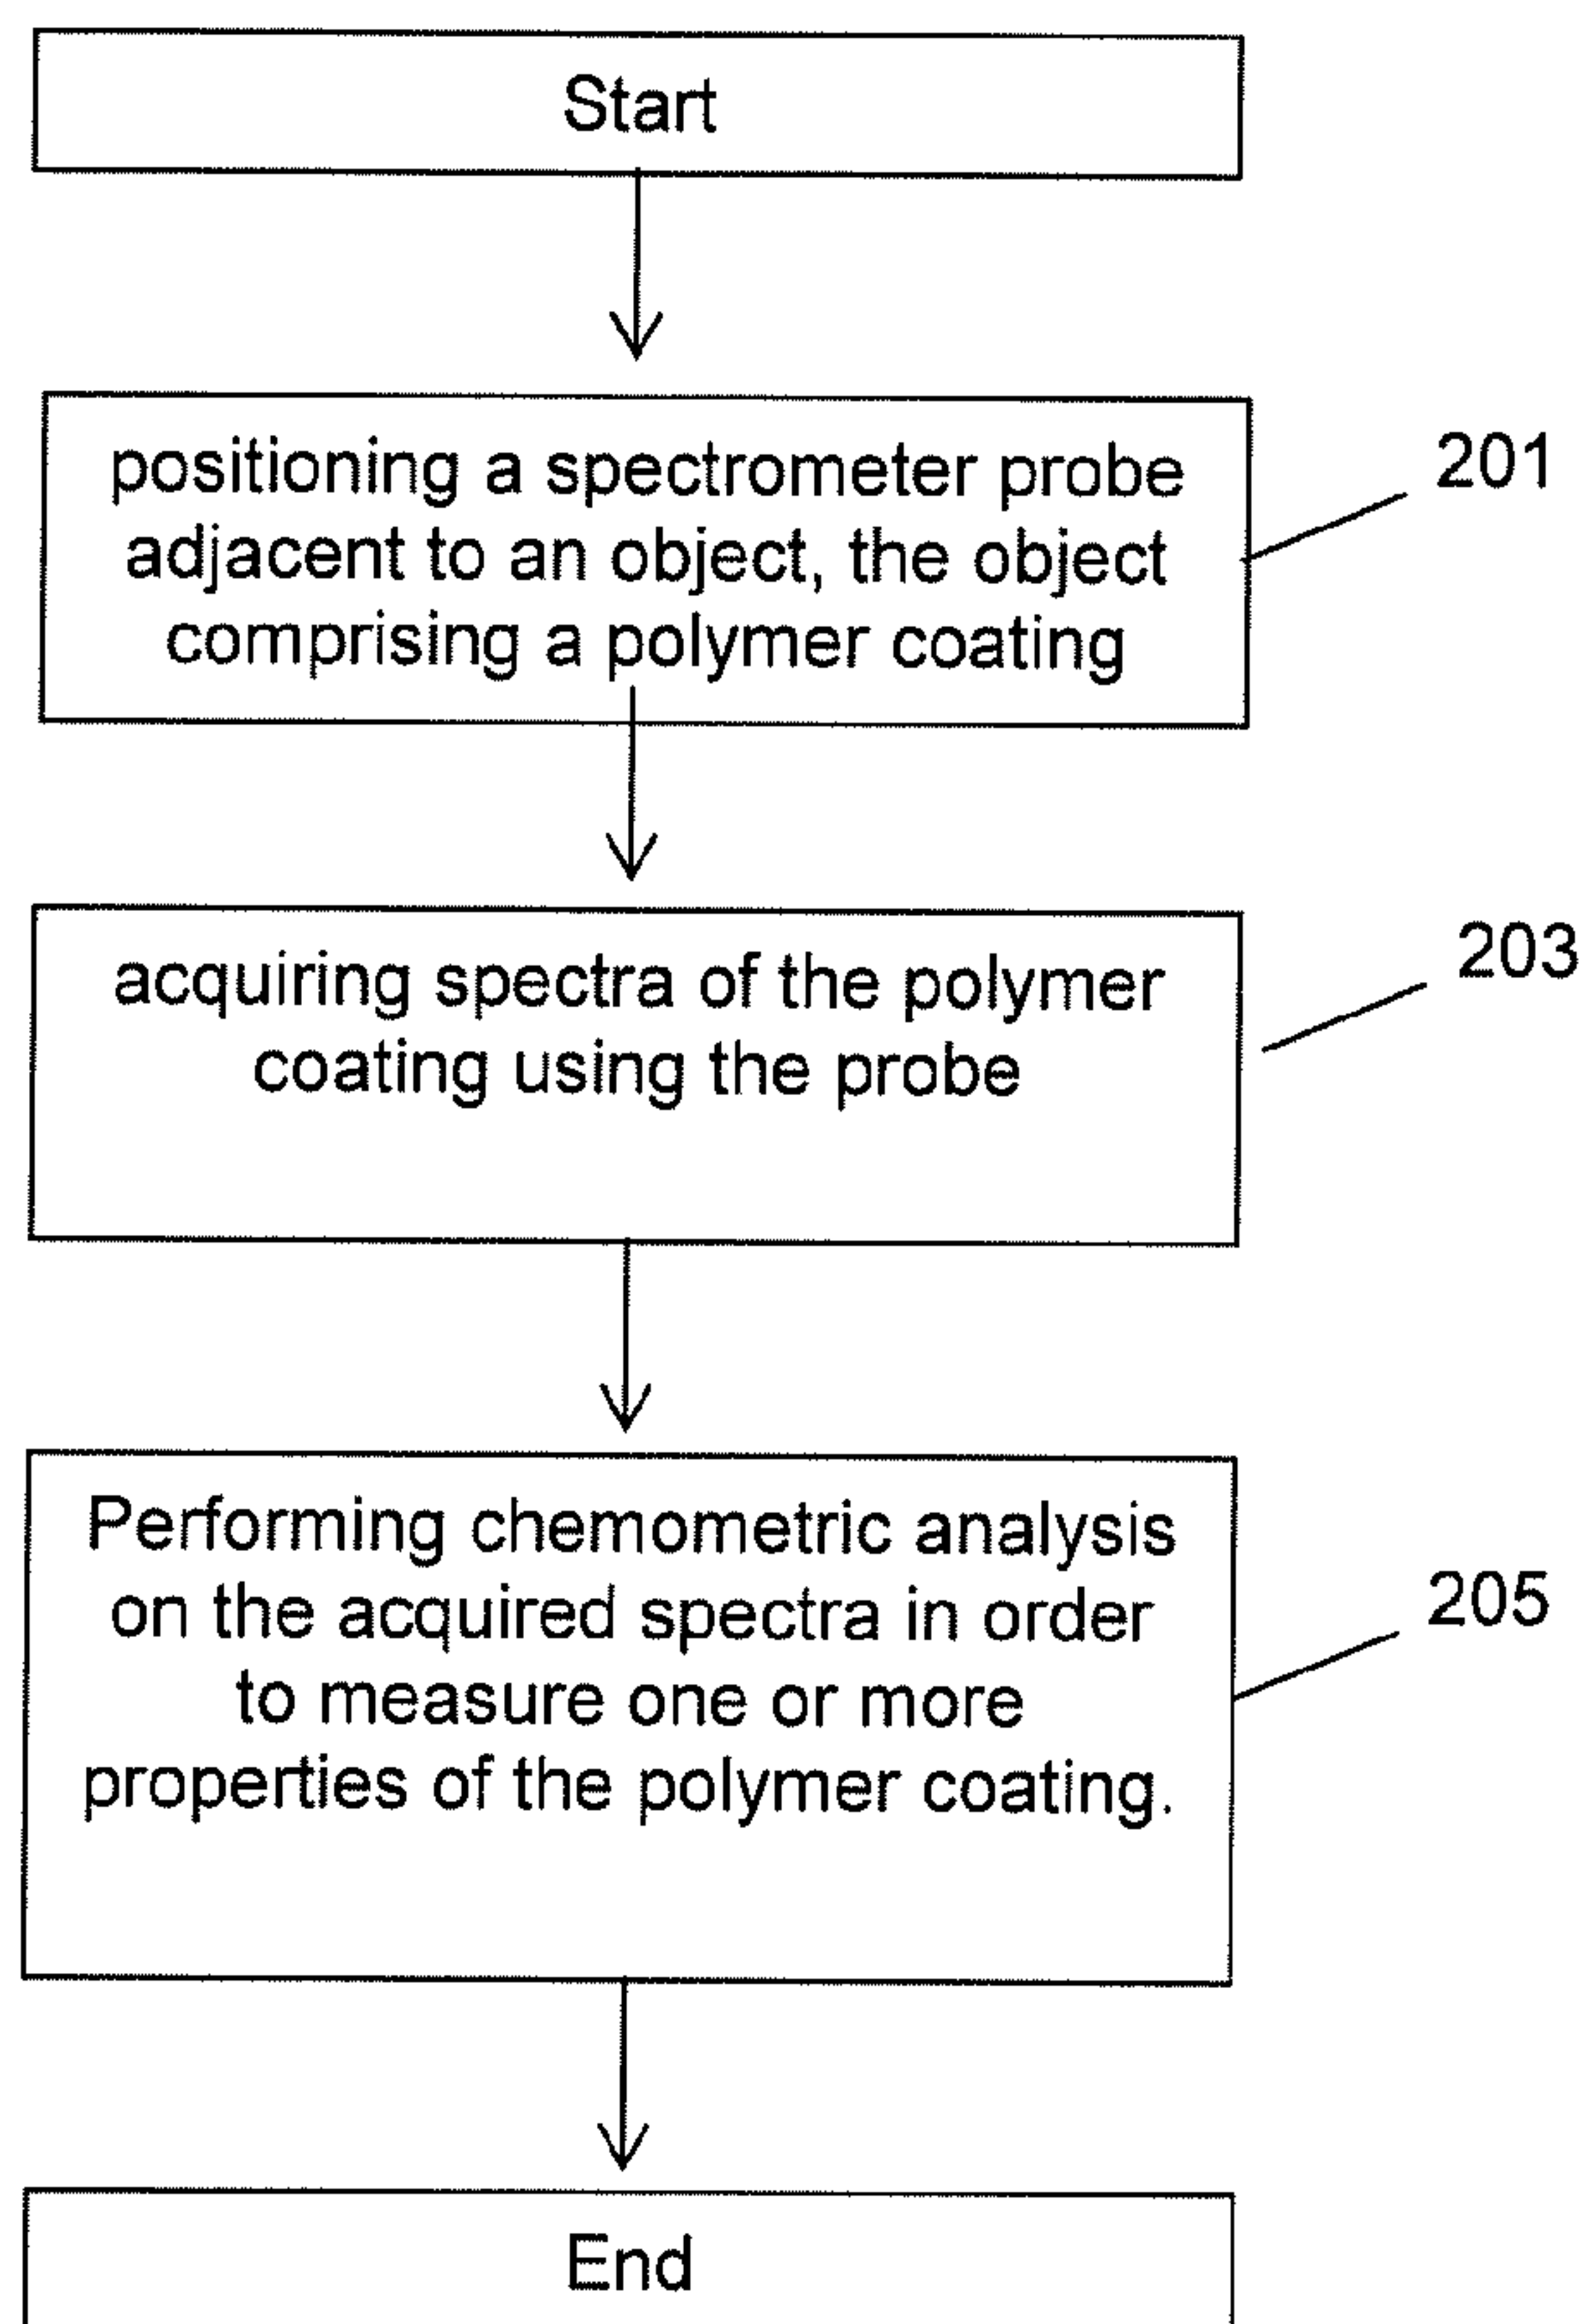 Start
positioning a spectrometer probe
adjacent to an object, the object
comprising a polymer coating
201
acquiring spectra of the polymer
coating using the probe
203
Performing chemometric analysis
on the acquired spectra in order
to measure one or more
properties of the polymer coating.
205
End